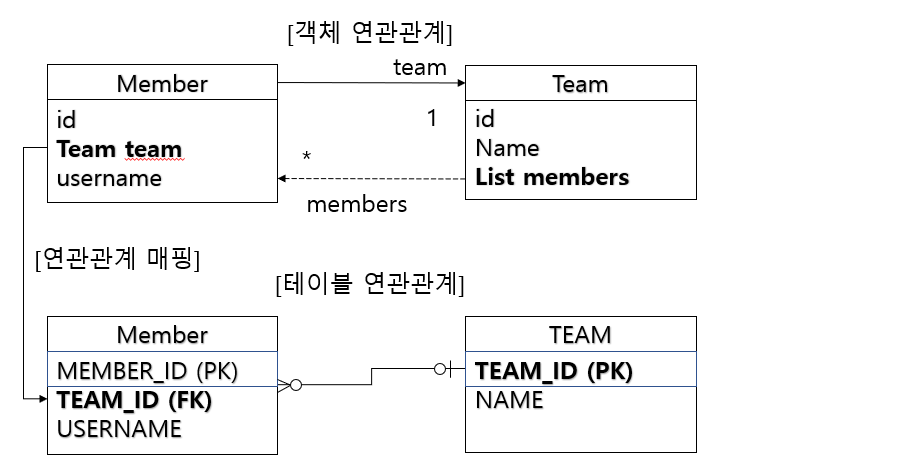 [객체 연관관계]
team
Member
Team
id
Team team
username
1
*
id
Name
List members
members
[연관관계 매핑]
[테이블 연관관계]
Member
MEMBER_ID (PK)
TEAM_ID (FK)
USERNAME
TEAM
TEAM_ID (PK)
NAME